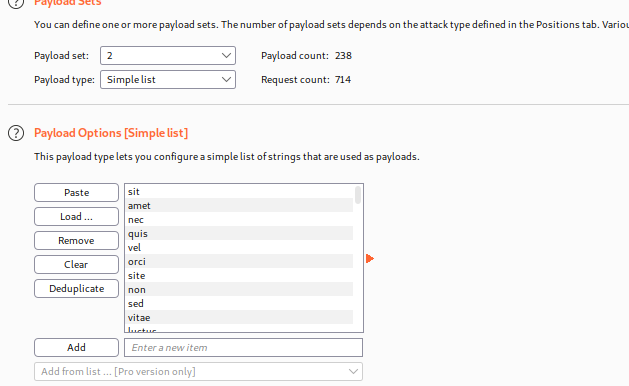 Payload Sets
You can define one or more payload sets. The number of payload sets depends on the attack type defined in the Positions tab.
Payload set: 2 Payload count: 238
Payload type: Simple list Request count: 714
? Payload Options [Simple list]
This payload type lets you configure a simple list of strings that are used as payloads.
Paste
Load ...
Remove
Clear
Deduplicate
sit
amet
nec
quis
vel
orci
site
non
sed
vitae
luctus
Add Enter a new item
Add from list ... [Pro version only]